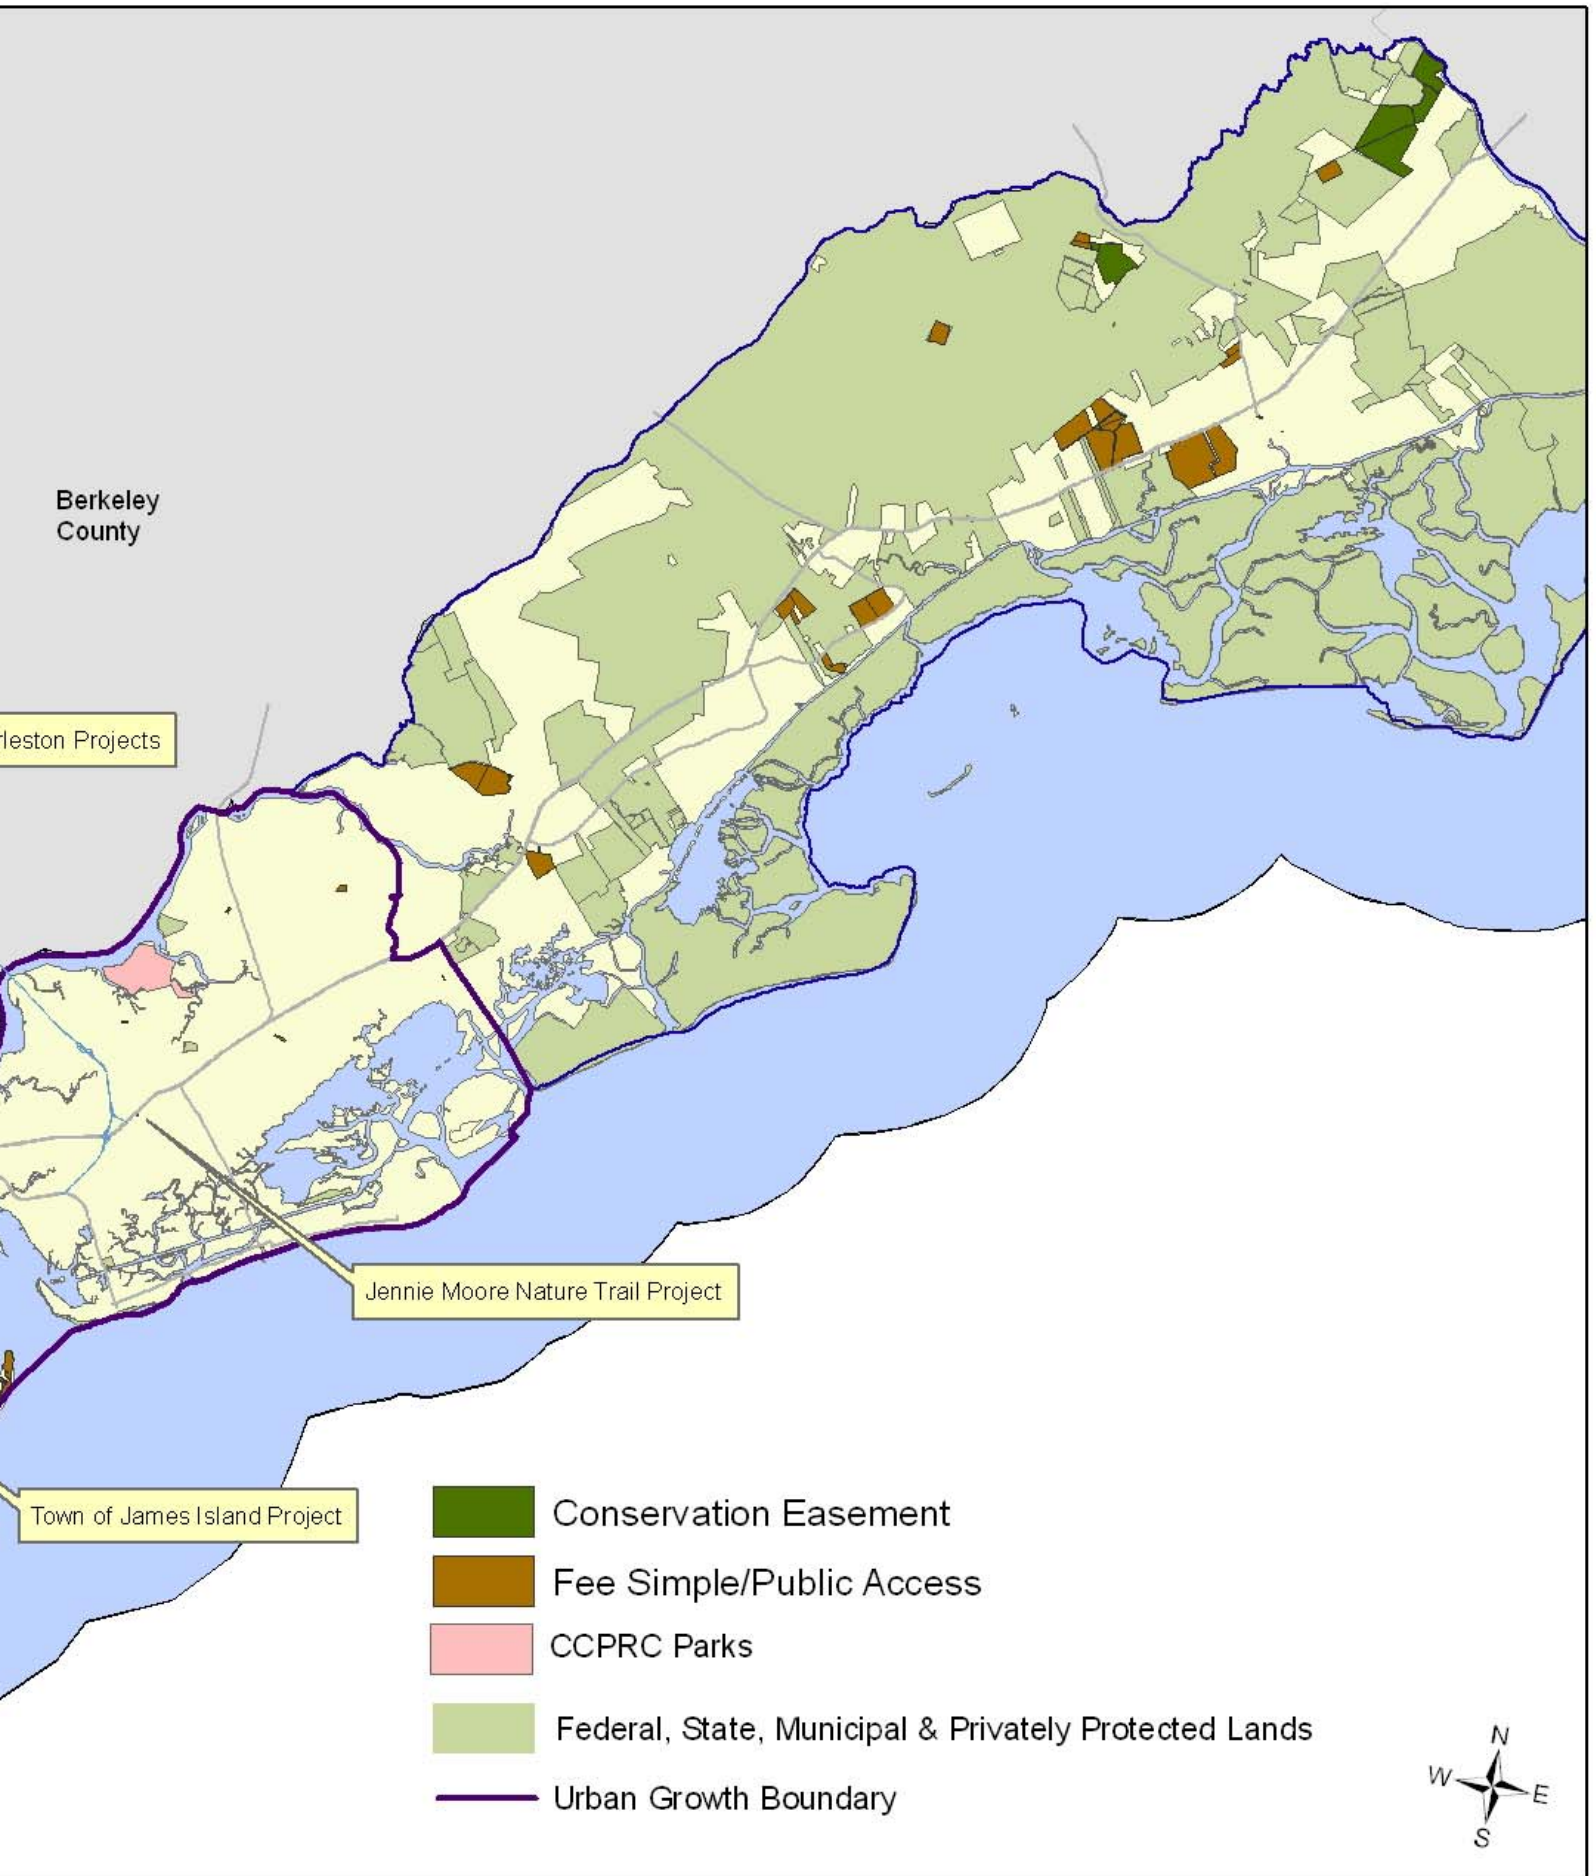 Berkeley
County
rleston Projects
Jennie Moore Nature Trail Project
Town of James Island Project
Conservation Easement
Fee Simple/Public Access
CCPRC Parks
Federal, State, Municipal & Privately Protected Lands
Urban Growth Boundary
N
W
E
S